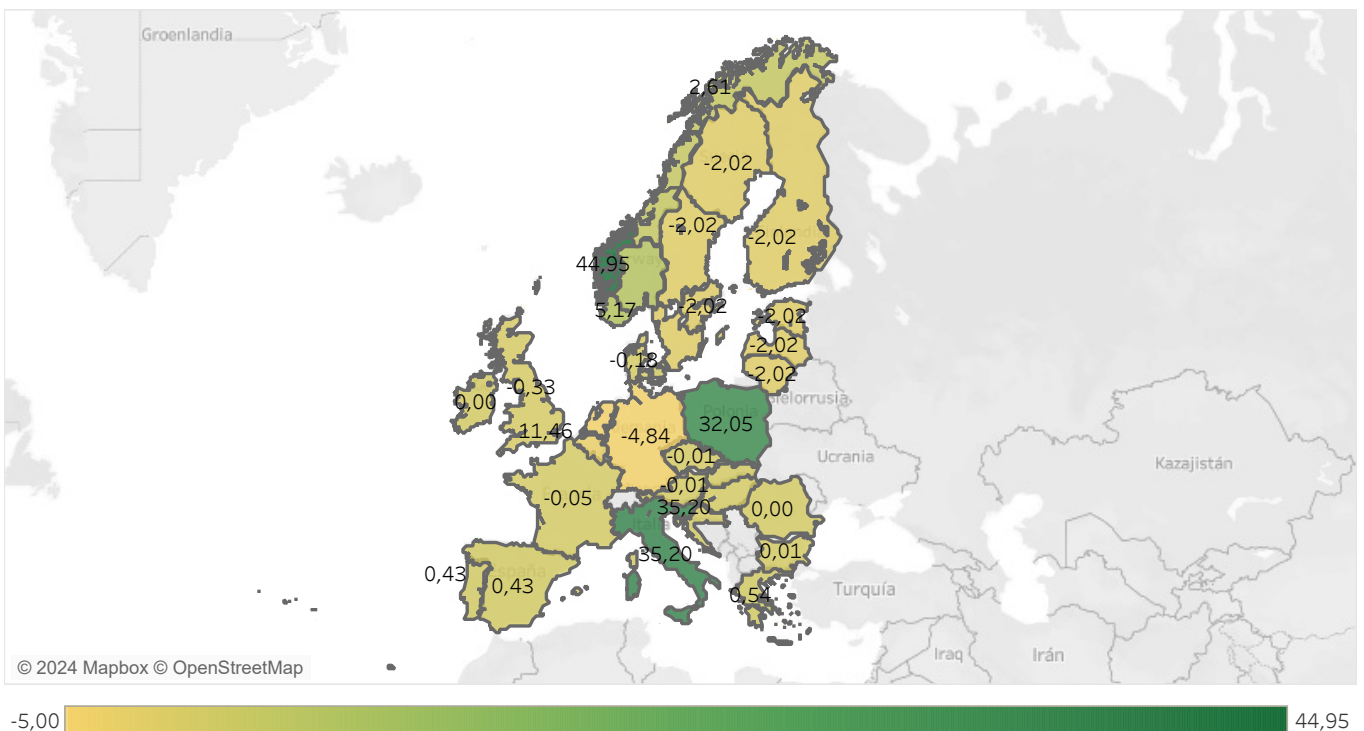 Groenlandia
2,61
-2,02
-2,02
-2,02
44,95
5,17
-2,02
-2,02
-0,18
-2,02
-2,02
Bielorrusia
-0,33
0,00
Polonia
32,05
11,46
-4,84
-0,01
Ucrania
Kazajistán
-0,01
-0,05
35,20
0,00
Italia
35,20
0,01
0,43
España
0,43
0,54
Turquía
Iraq
Irán
© 2024 Mapbox © OpenStreetMap
-5,00
44,95